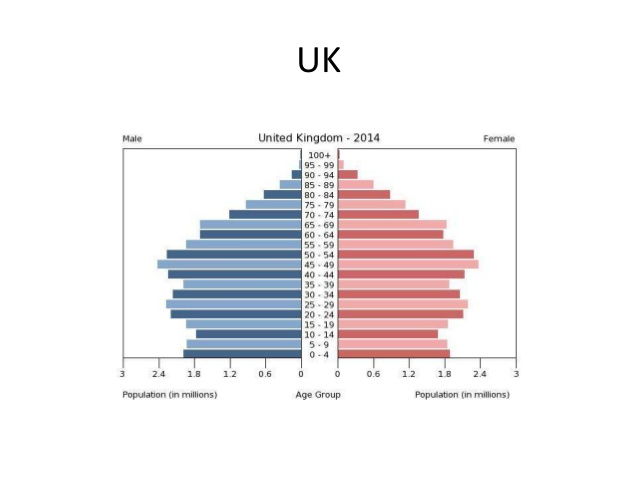 UK
Male United Kingdom - 2014 Female
100+
95 - 99
90 - 94
85 - 89
80 - 84
75 - 79
70 - 74
65 - 69
60 - 64
55 - 59
50 - 54
45 - 49
40 - 44
35 - 39
30 - 34
25 - 29
20 - 24
15 - 19
10 - 14
5 - 9
0 - 4
3 2.4 1.8 1.2 0.6 0 0 0.6 1.2 1.8 2.4 3
Population (in millions) Age Group Population (in millions)